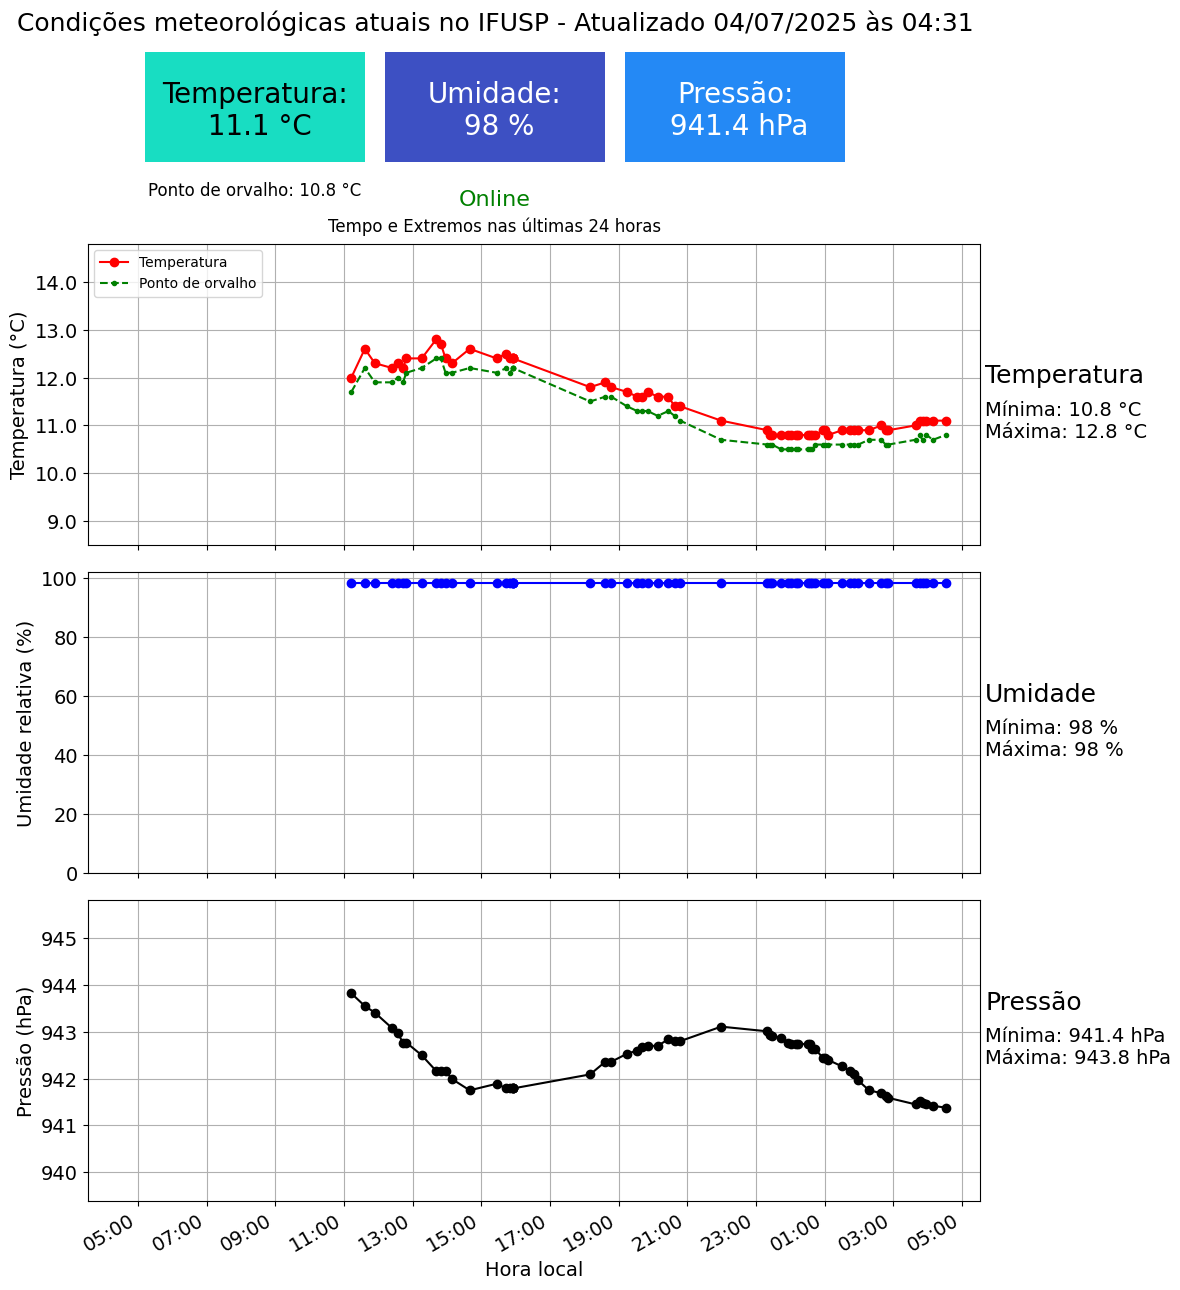 Condições meteorológicas atuais no IFUSP - Atualizado 04/07/2025 às 04:31
Temperatura:
11.1 °C
Umidade:
98 %
Pressão:
941.4 hPa
Ponto de orvalho: 10.8 °C
Online
Tempo e Extremos nas últimas 24 horas
Temperatura
Ponto de orvalho
Temperatura (°C)
14.0
13.0
12.0
11.0
10.0
9.0
Temperatura
Mínima: 10.8 °C
Máxima: 12.8 °C
Umidade relativa (%)
100
80
60
40
20
0
Umidade
Mínima: 98 %
Máxima: 98 %
Pressão (hPa)
945
944
943
942
941
940
Pressão
Mínima: 941.4 hPa
Máxima: 943.8 hPa
05:00 07:00 09:00 11:00 13:00 15:00 17:00 19:00 21:00 23:00 01:00 03:00 05:00
Hora local